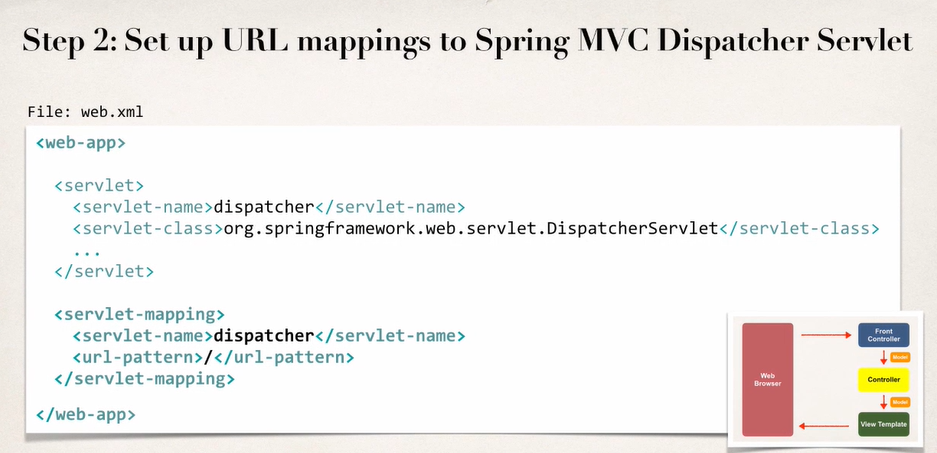 Step 2: Set up URL mappings to Spring MVC Dispatcher Servlet
File: web.xml
<web-app>
<servlet>
<servlet-name>dispatcher</servlet-name>
<servlet-class>org.springframework.web.servlet.DispatcherServlet</servlet-class>
...
</servlet>
<servlet-mapping>
<servlet-name>dispatcher</servlet-name>
<url-pattern>/</url-pattern>
</servlet-mapping>
</web-app>
Web
Browser
Front
Controller
Model
Controller
Model
View Template